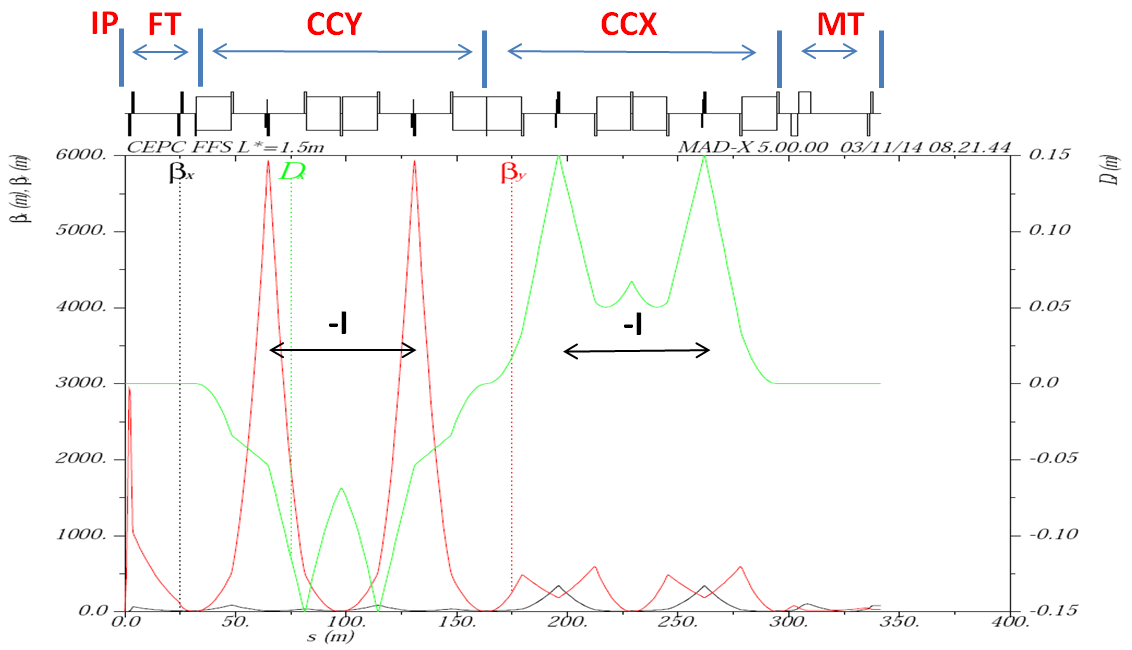 IP FT CCY CCX MT
CEPC FFS L*=1.5m MAD-X 5.00.00 03/11/14 08.21.44
6000. βx D βy 0.15
5000. 0.10
4000. 0.05
-I -I
3000. 0.0
2000. -0.05
1000. -0.10
0.0 -0.15
0.0 50. 100. 150. 200. 250. 300. 350. 400.
s (m)